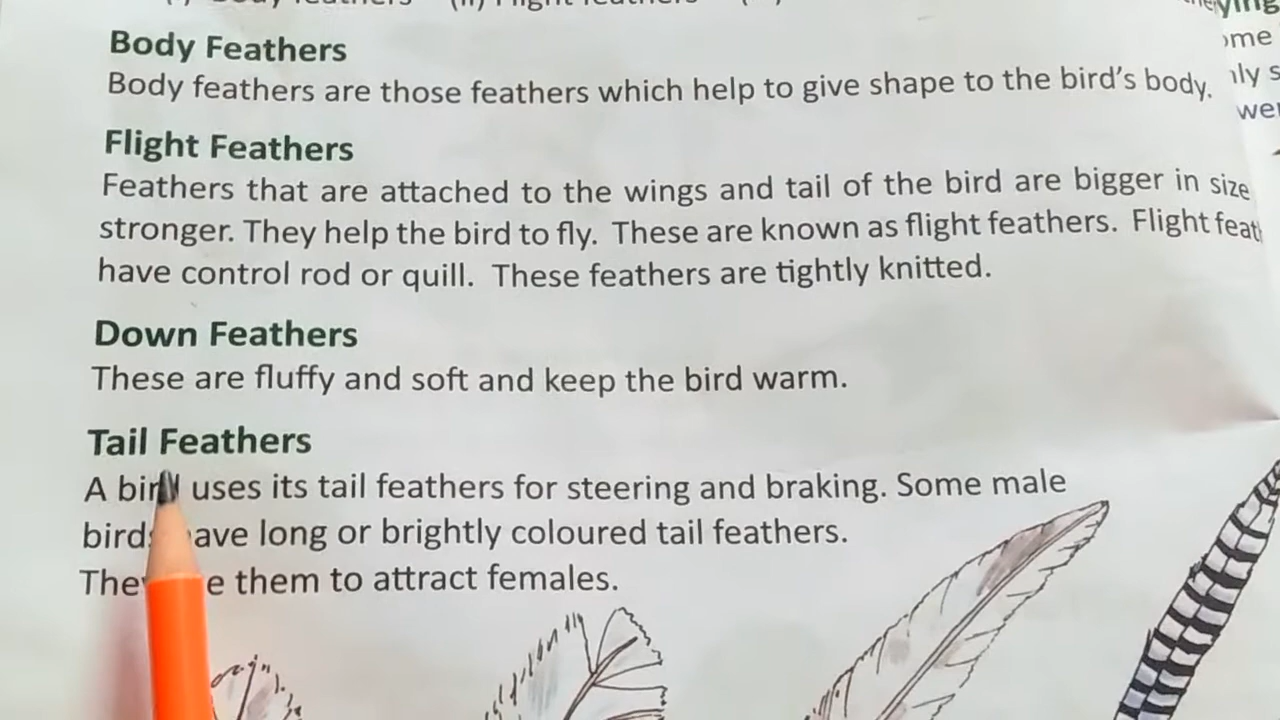 Body Feathers
Body feathers are those feathers which help to give shape to the bird's body.
Flight Feathers
Feathers that are attached to the wings and tail of the bird are bigger in size
stronger. They help the bird to fly. These are known as flight feathers. Flight
have control rod or quill. These feathers are tightly knitted.
Down Feathers
These are fluffy and soft and keep the bird warm.
Tail Feathers
A uses its tail feathers for steering and braking. Some male
long or brightly coloured tail feathers.
them to attract females.